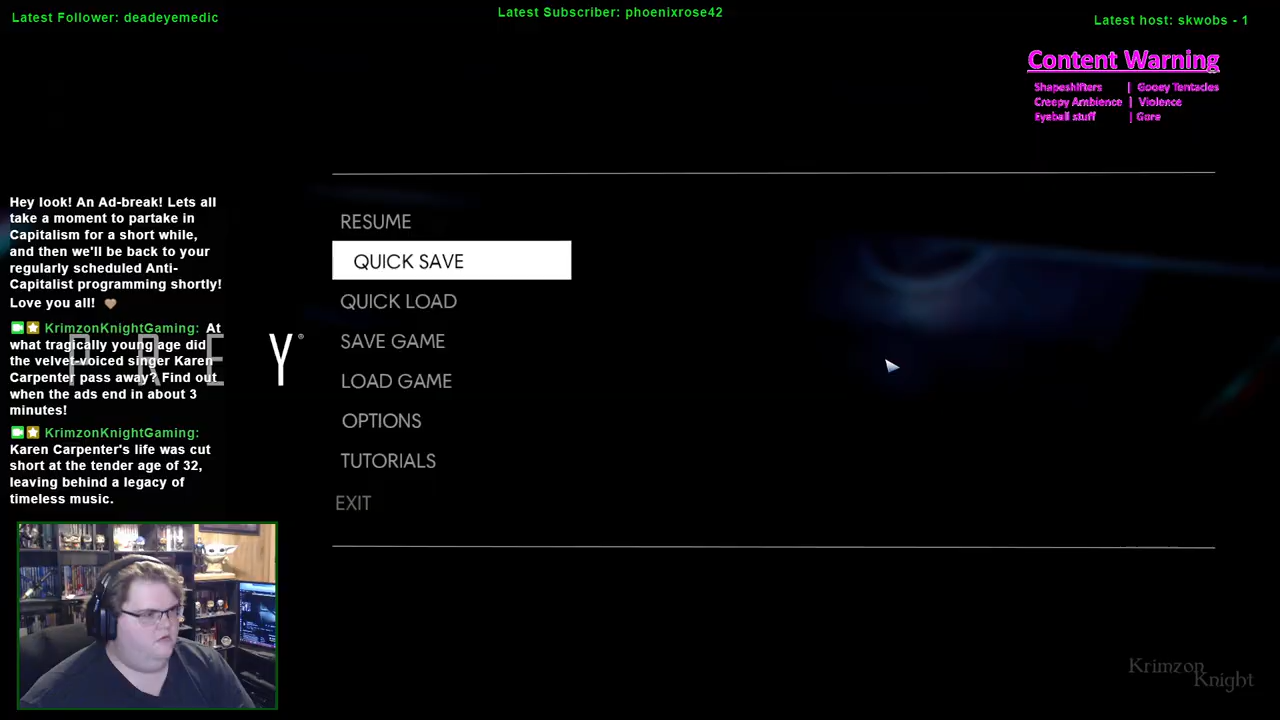 Latest Follower: deadeyemedic
Latest Subscriber: phoenixrose42
Latest host: skwobs - 1
Content Warning
Shapeshifters | Gooey Tentacles
Creepy Ambience | Violence
Eyeball stuff | Gore
Hey look! An Ad-break! Lets all
take a moment to partake in
Capitalism for a short while,
and then we'll be back to your
regularly scheduled Anti-
Capitalist programming shortly!
Love you all!
KrimzonKnightGaming: At
what tragically young age did
the velvet-voiced singer Karen
Carpenter pass away? Find out
when the ads end in about 3
minutes!
KrimzonKnightGaming:
Karen Carpenter's life was cut
short at the tender age of 32,
leaving behind a legacy of
timeless music.
PREY®
RESUME
QUICK SAVE
QUICK LOAD
SAVE GAME
LOAD GAME
OPTIONS
TUTORIALS
EXIT
Krimzon
Knight